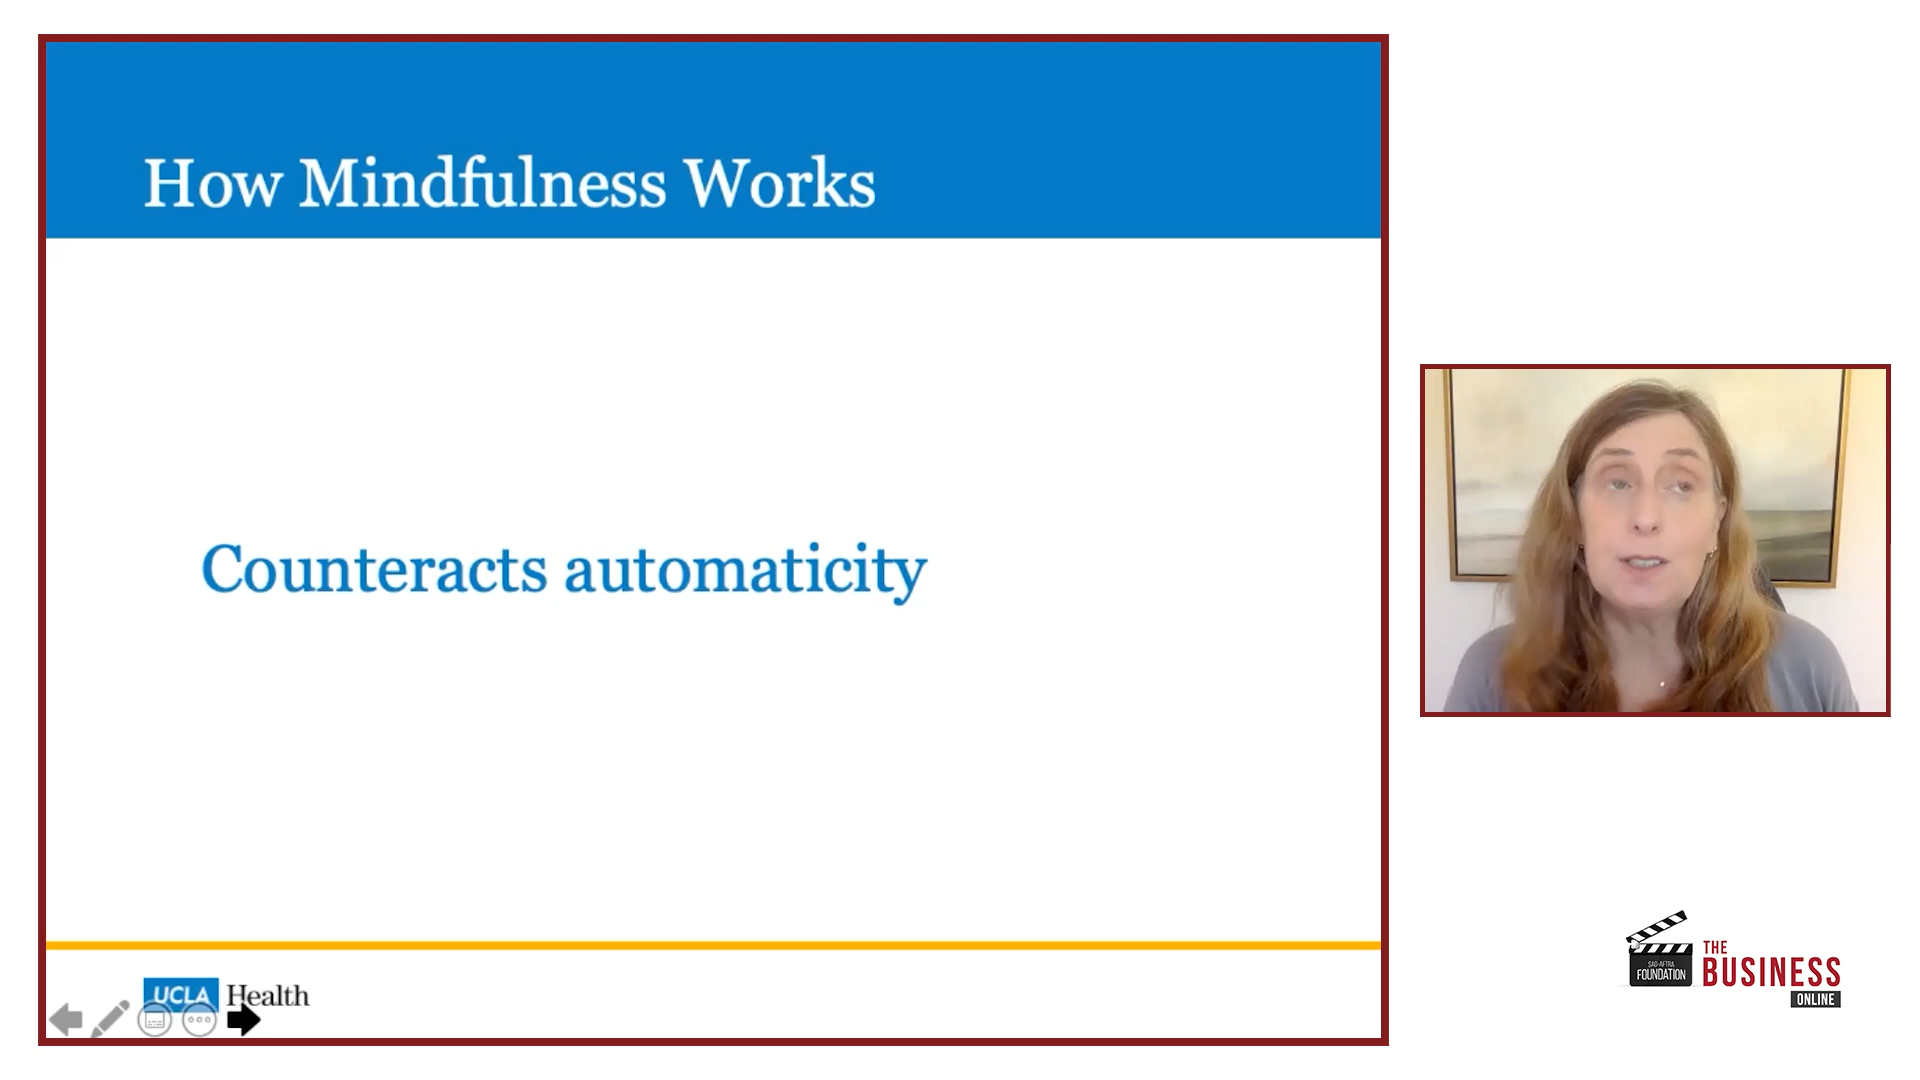 How Mindfulness Works
Counteracts automaticity
UCLA Health
SAG-AFTRA
FOUNDATION
THE
BUSINESS
ONLINE